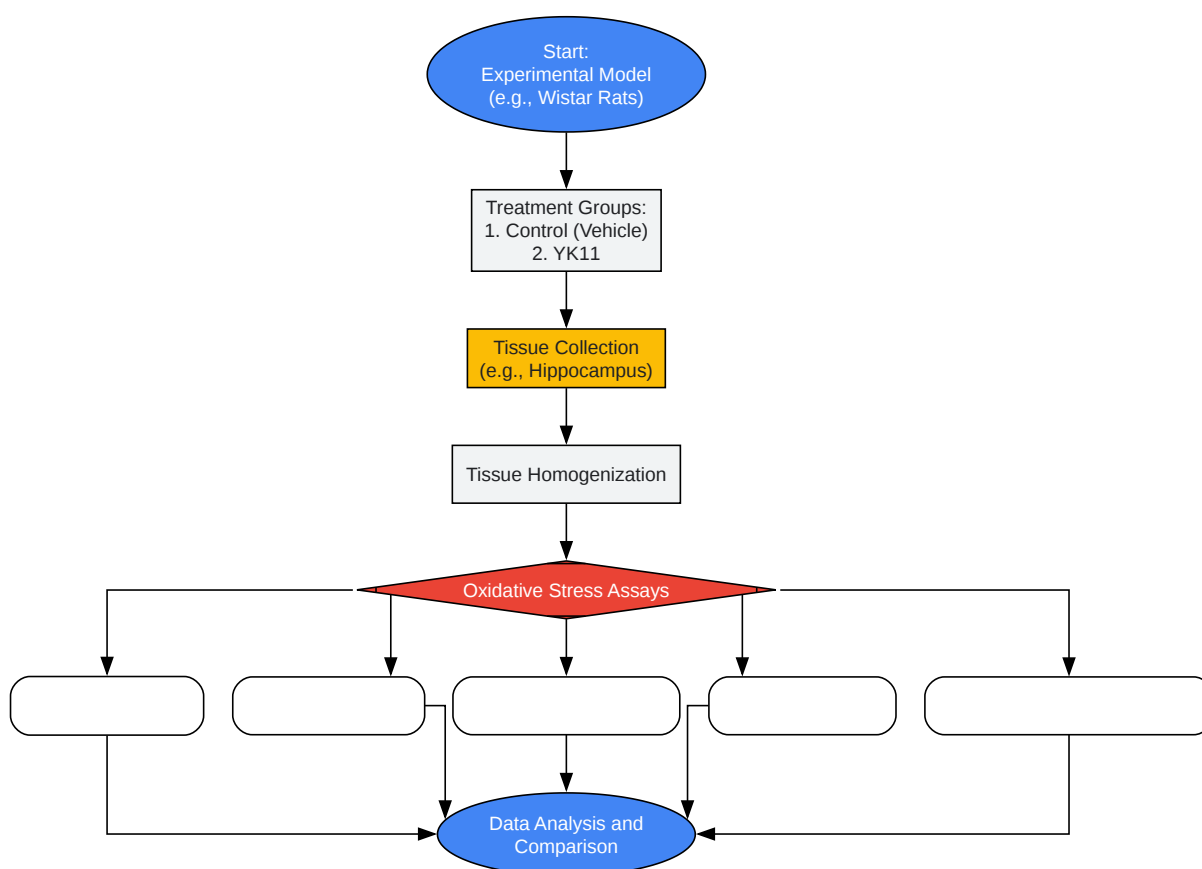 Start:
Experimental Model
(e.g., Wistar Rats)
Treatment Groups:
1. Control (Vehicle)
2. YK11
Tissue Collection
(e.g., Hippocampus)
Tissue Homogenization
Oxidative Stress Assays
Data Analysis and
Comparison